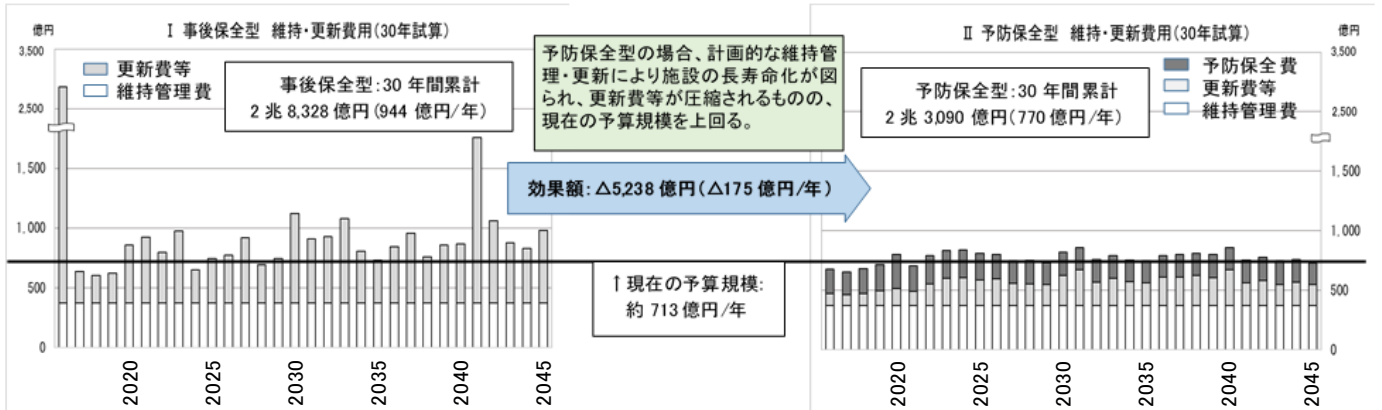 億円
Ⅰ 事後保全型 維持・更新費用(30年試算)
3,500
2,500
1,500
1,000
500
0
更新費等
維持管理費
事後保全型：30 年間累計
2 兆 8,328 億円(944 億円/年)
2020
2025
2030
2035
2040
2045
予防保全型の場合、計画的な維持管
理・更新により施設の長寿命化が図
られ、更新費等が圧縮されるものの、
現在の予算規模を上回る。
効果額：△5,238 億円(△175 億円/年)
↑現在の予算規模：
約 713 億円/年
Ⅱ 予防保全型 維持・更新費用(30年試算)
億円
予防保全費
更新費等
維持管理費
予防保全型：30 年間累計
2 兆 3,090 億円(770 億円/年)
3,500
2,500
1,500
1,000
500
0
2020
2025
2030
2035
2040
2045